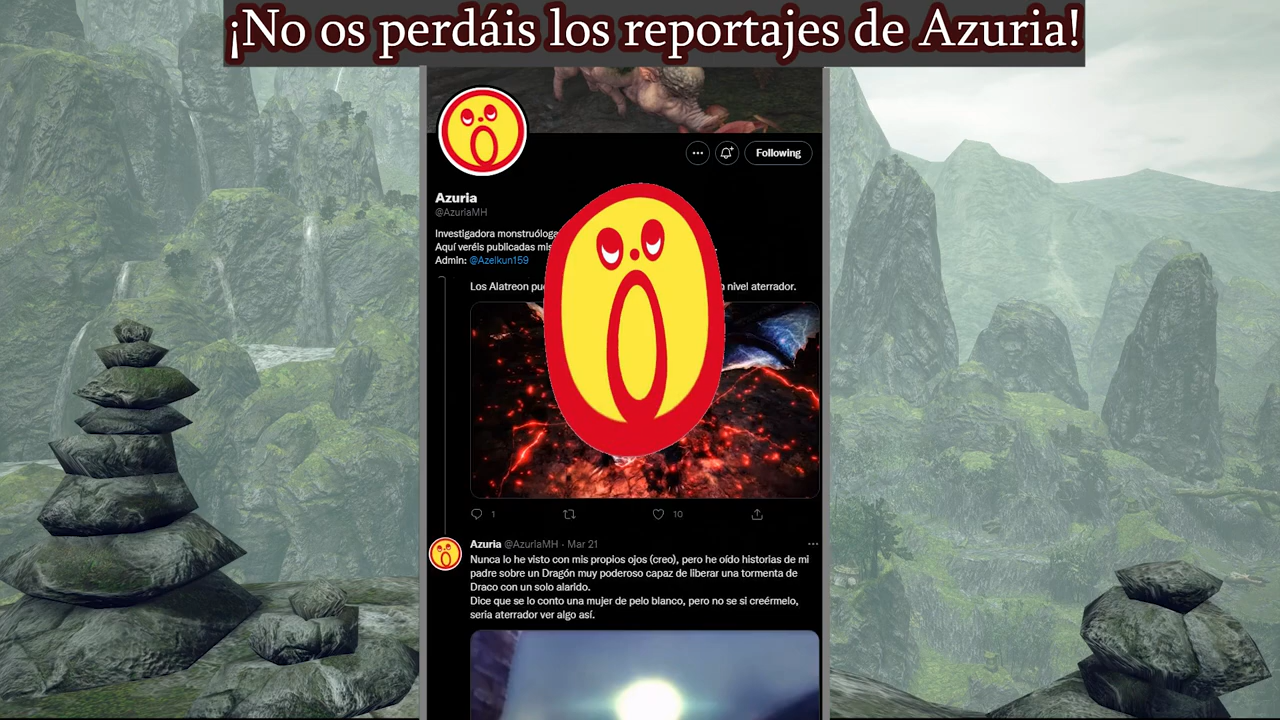 ¡No os perdáis los reportajes de Azuria!
Following
Azuria
@AzuriaMH
Investigadora monstruóloga
Aquí veréis publicadas mis
Admin: @Azelkun159
Los Alatreon nivel aterrador.
1 10
Azuria @AzuriaMH · Mar 21
Nunca lo he visto con mis propios ojos (creo), pero he oído historias de mi
padre sobre un Dragón muy poderoso capaz de liberar una tormenta de
Draco con un solo alarido.
Dice que se lo conto una mujer de pelo blanco, pero no se si creérmelo,
seria aterrador ver algo así.